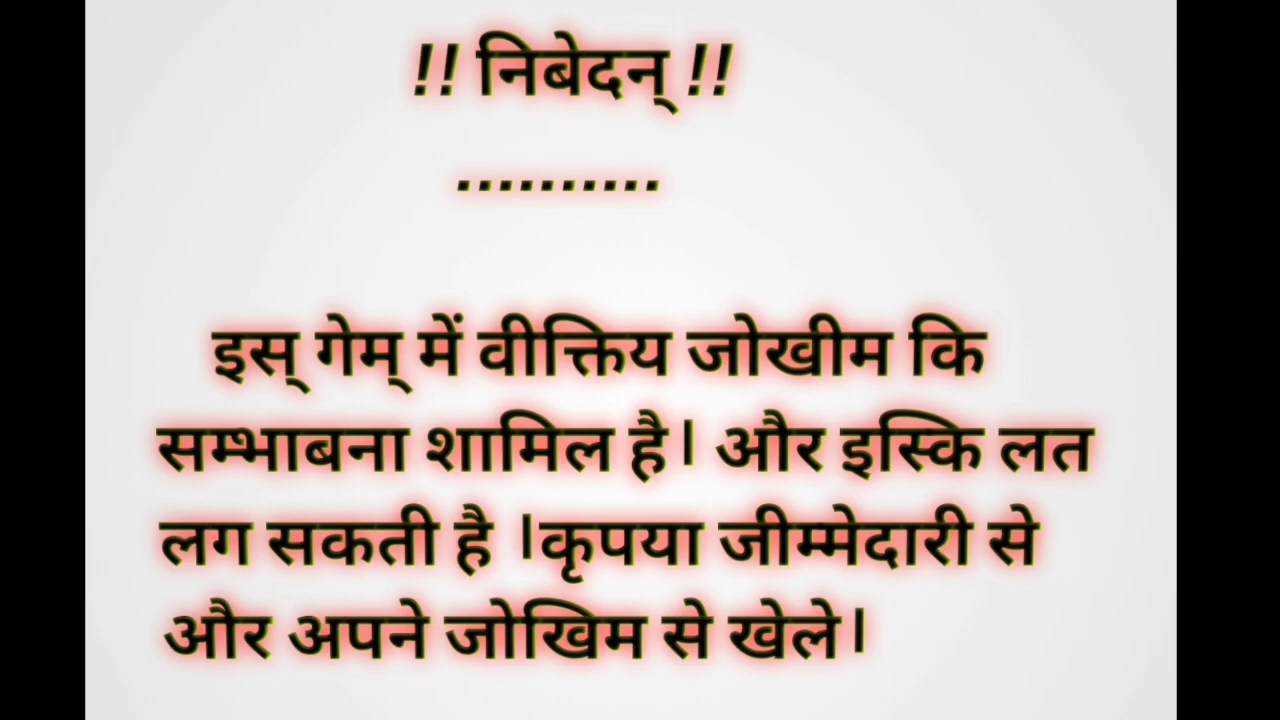 !! निबेदन् !!
..........
इस् गेम् में वीत्तिय जोखीम कि
सम्भाबना शामिल है। और इस्कि लत
लग सकती है ।कृपया जीम्मेदारी से
और अपने जोखिम से खेले।